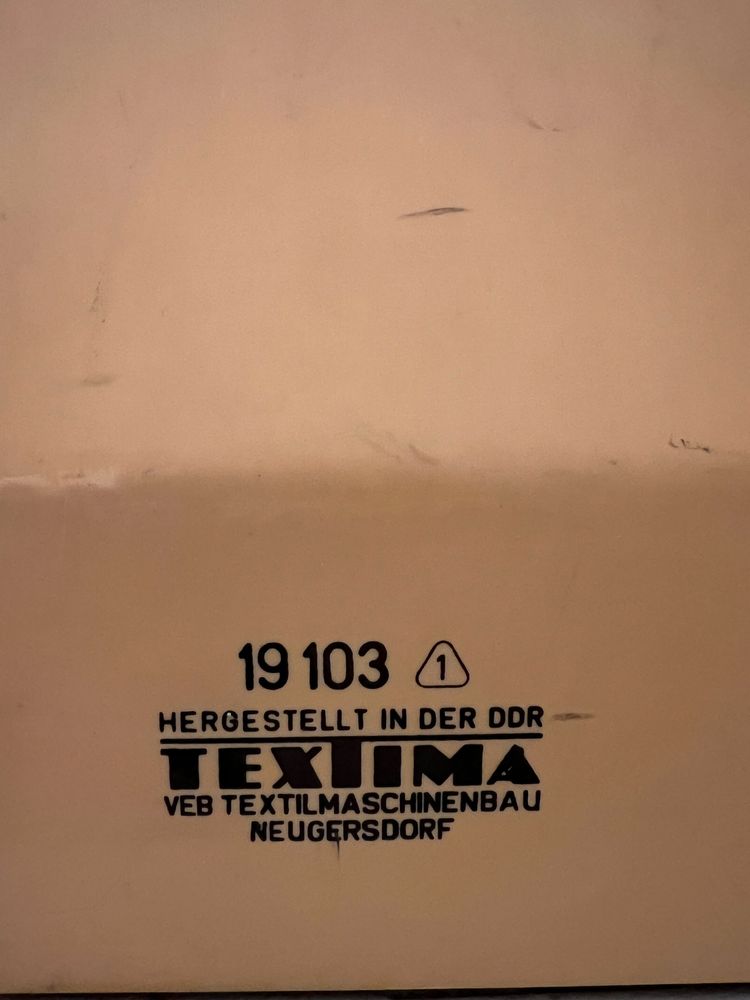 19 103 1
HERGESTELLT IN DER DDR
TEXTIMA
VEB TEXTILMASCHINENBAU
NEUGERSDORF